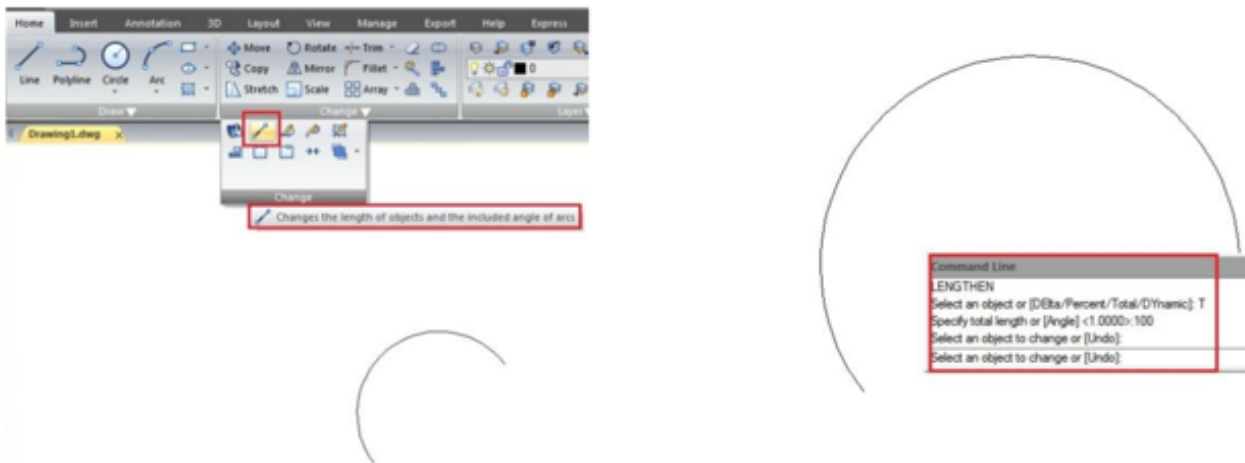 Home Insert Annotation 3D Layout View Manage Export Help Express
Move Rotate Trim
Copy Mirror Fillet 0
Line Polyline Circle Arc
Stretch Scale Array
Draw Change Layer
Drawing1.dwg
Change
Changes the length of objects and the included angle of arcs
Command Line
LENGTHEN
Select an object or [DElta/Percent/Total/DYnamic]: T
Specify total length or [Angle] <1.0000>:100
Select an object to change or [Undo]:
Select an object to change or [Undo]: